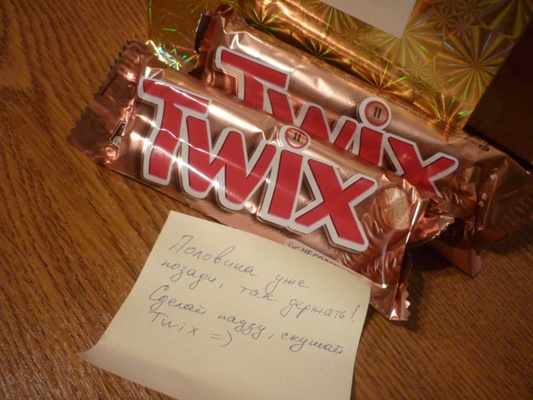 Twix
Twix
Половина уже
позади, так держать!
Сделай паузу, скушай
Twix =)